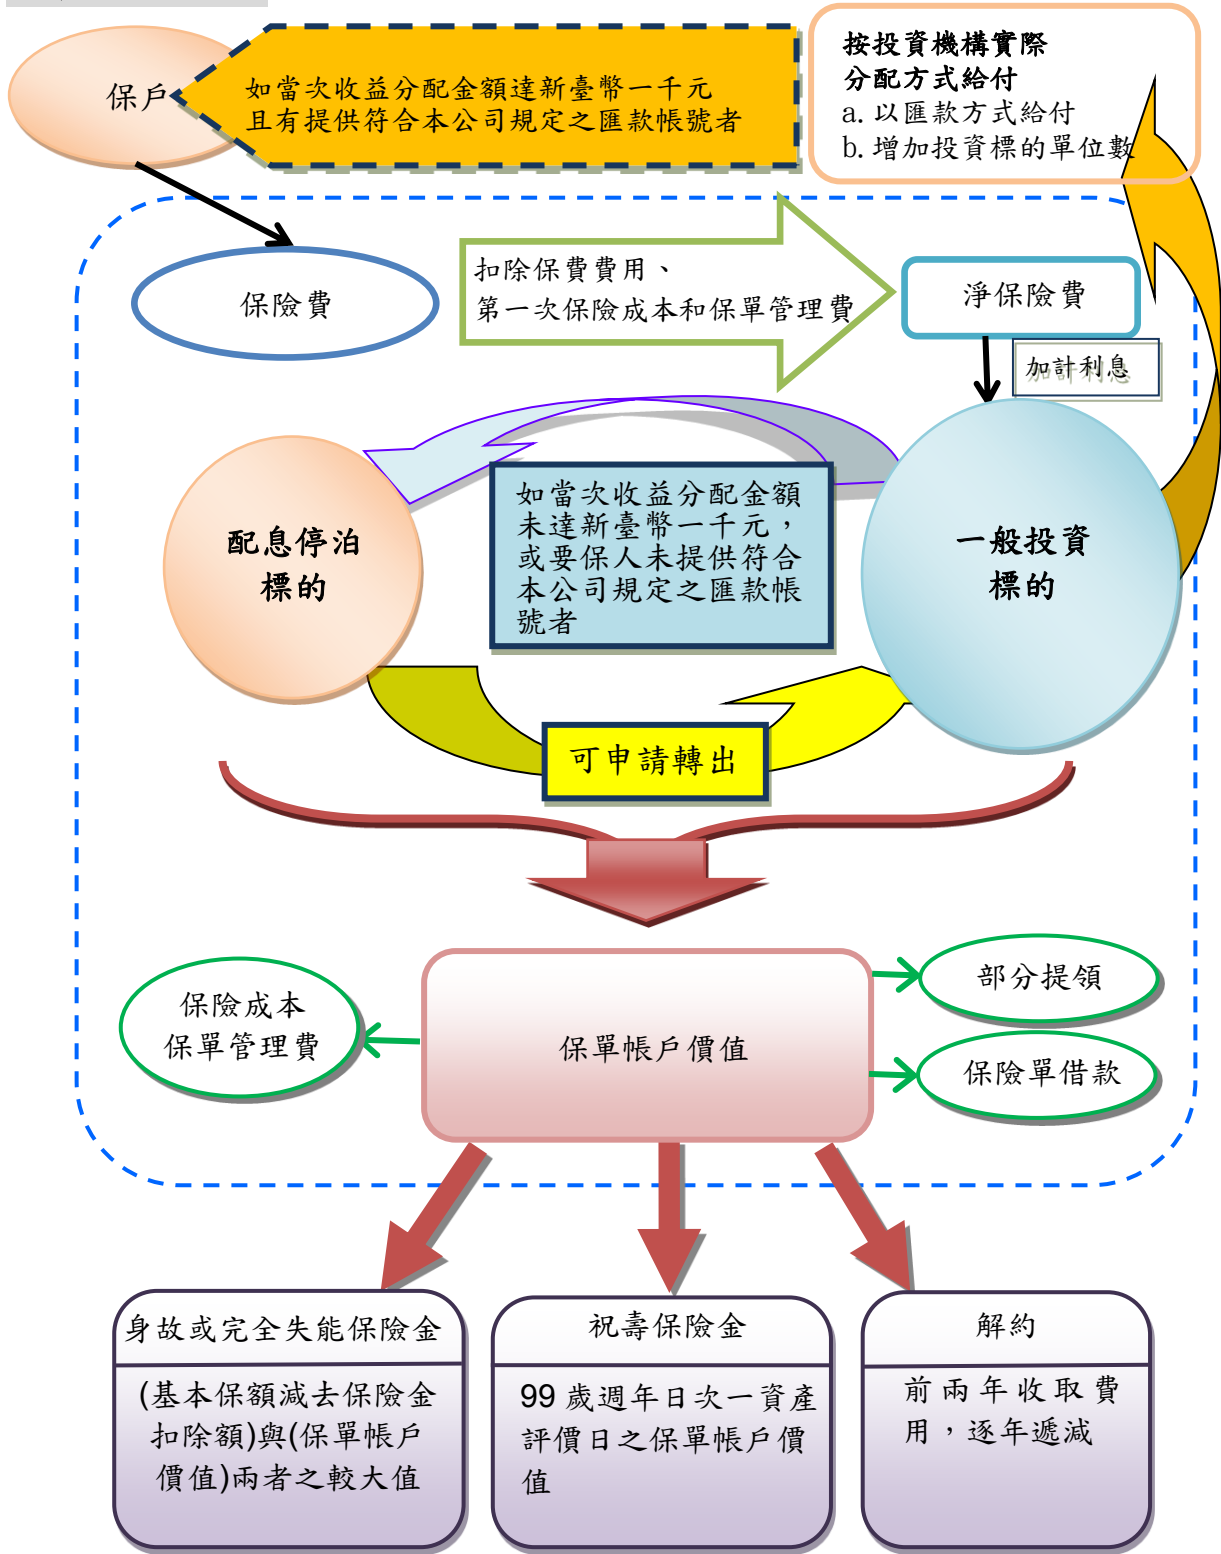 保戶
如當次收益分配金額達新臺幣一千元
且有提供符合本公司規定之匯款帳號者
按投資機構實際
分配方式給付
a. 以匯款方式給付
b. 增加投資標的單位數
保險費
扣除保費費用、
第一次保險成本和保單管理費
淨保險費
加計利息
配息停泊
標的
如當次收益分配金額
未達新臺幣一千元，
或要保人未提供符合
本公司規定之匯款帳
號者
一般投資
標的
可申請轉出
保險成本
保單管理費
保單帳戶價值
部分提領
保險單借款
身故或完全失能保險金
(基本保額減去保險金
扣除額)與(保單帳戶
價值)兩者之較大值
祝壽保險金
99 歲週年日次一資產
評價日之保單帳戶價
值
解約
前兩年收取費
用，逐年遞減